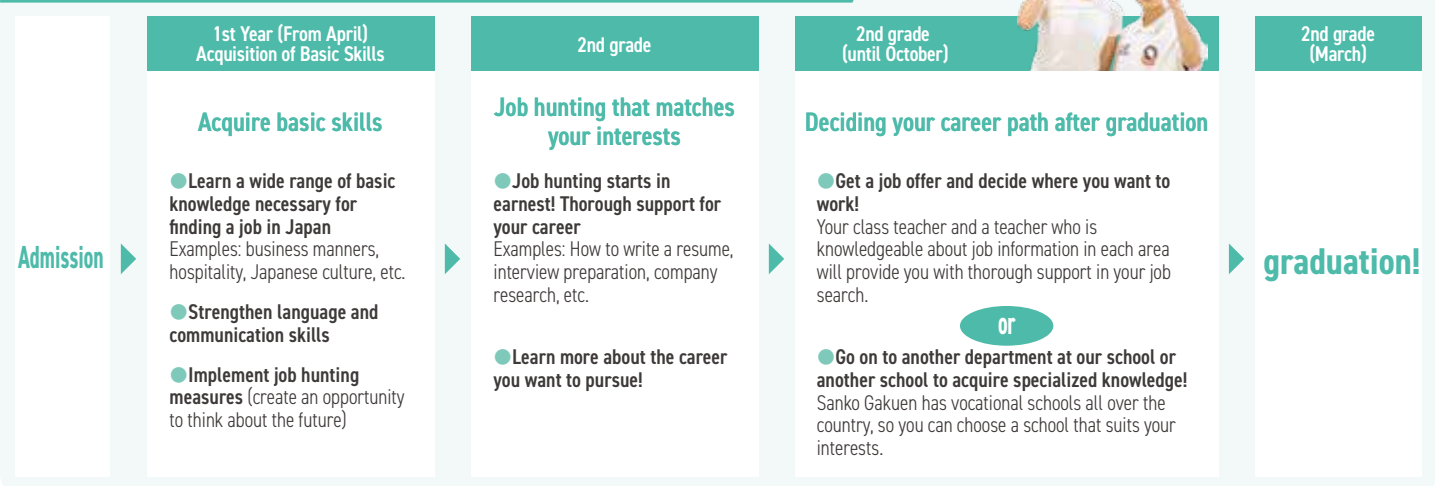 Admission
1st Year (From April)
Acquisition of Basic Skills
Acquire basic skills
●Learn a wide range of basic
knowledge necessary for
finding a job in Japan
Examples: business manners,
hospitality, Japanese culture, etc.
●Strengthen language and
communication skills
●Implement job hunting
measures (create an opportunity
to think about the future)
2nd grade
Job hunting that matches
your interests
●Job hunting starts in
earnest! Thorough support for
your career
Examples: How to write a resume,
interview preparation, company
research, etc.
●Learn more about the career
you want to pursue!
2nd grade
(until October)
Deciding your career path after graduation
●Get a job offer and decide where you want to
work!
Your class teacher and a teacher who is
knowledgeable about job information in each area
will provide you with thorough support in your job
search.
or
●Go on to another department at our school or
another school to acquire specialized knowledge!
Sanko Gakuen has vocational schools all over the
country, so you can choose a school that suits your
interests.
2nd grade
(March)
graduation!